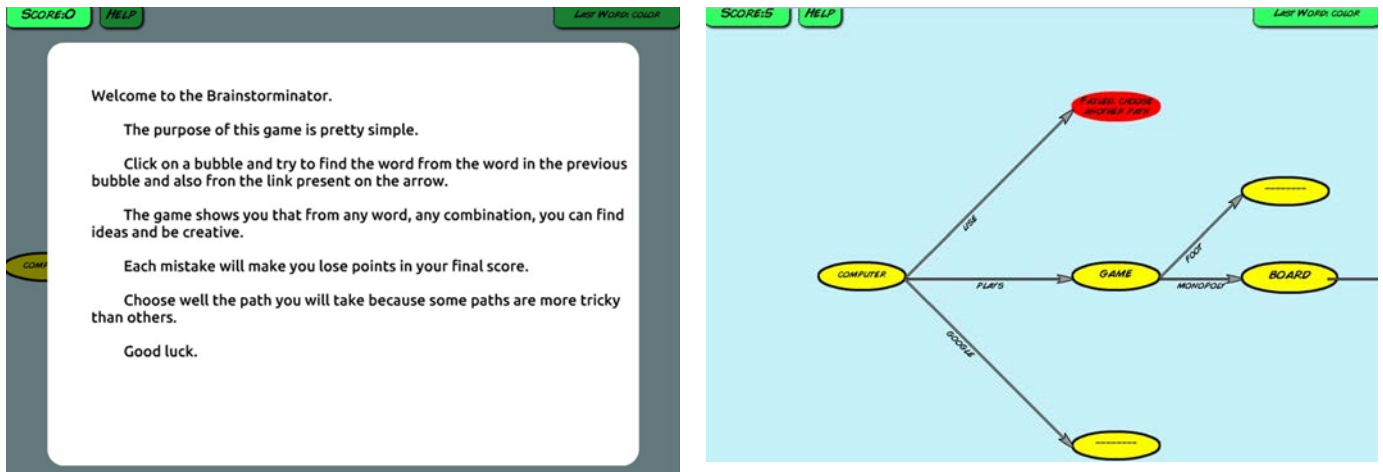 SCORE:0
HELP
LAST WORD: COLOR
Welcome to the Brainstorminator.
The purpose of this game is pretty simple.
Click on a bubble and try to find the word from the word in the previous
bubble and also fron the link present on the arrow.
The game shows you that from any word, any combination, you can find
ideas and be creative.
Each mistake will make you lose points in your final score.
Choose well the path you will take because some paths are more tricky
than others.
Good luck.
COMP
SCORE:5
HELP
LAST WORD: COLOR
FAILED, CHOOSE
ANOTHER PATH
USE
--------
FOOT
COMPUTER
PLAYS
GAME
MONOPOLY
BOARD
GOOGLE
--------